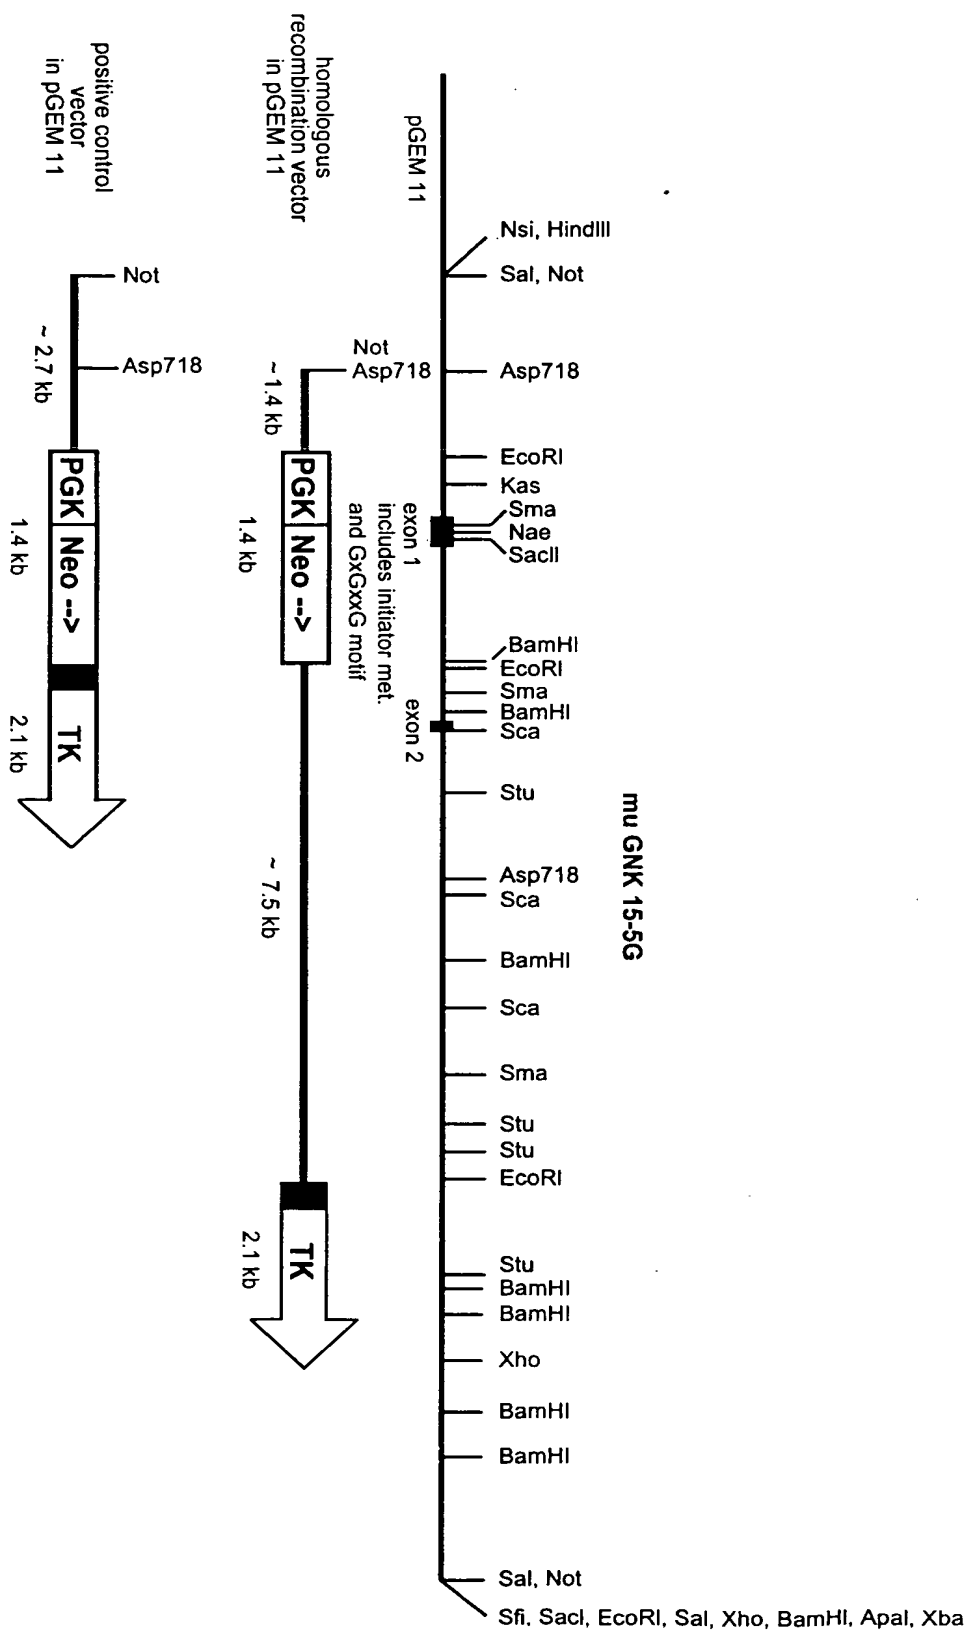 mu GNK 15-5G
Nsi, HindIII
Sal, Not
Asp718
EcoRI
Kas
Sma
Nae
SacII
BamHI
EcoRI
Sma
BamHI
Sca
Stu
Asp718
Sca
BamHI
Sca
Sma
Stu
Stu
EcoRI
Stu
BamHI
BamHI
Xho
BamHI
BamHI
Sal, Not
SfI, SacI, EcoRI, Sal, Xho, BamHI, ApaI, Xba
pGEM 11
exon 1
includes initiator met.
and GxGxxG motif
exon 2
homologous
recombination vector
in pGEM 11
Not
Asp718
~ 1.4 kb
PGK
Neo -->
1.4 kb
~ 7.5 kb
TK
2.1 kb
positive control
vector
in pGEM 11
Not
Asp718
~ 2.7 kb
PGK
Neo -->
1.4 kb
TK
2.1 kb